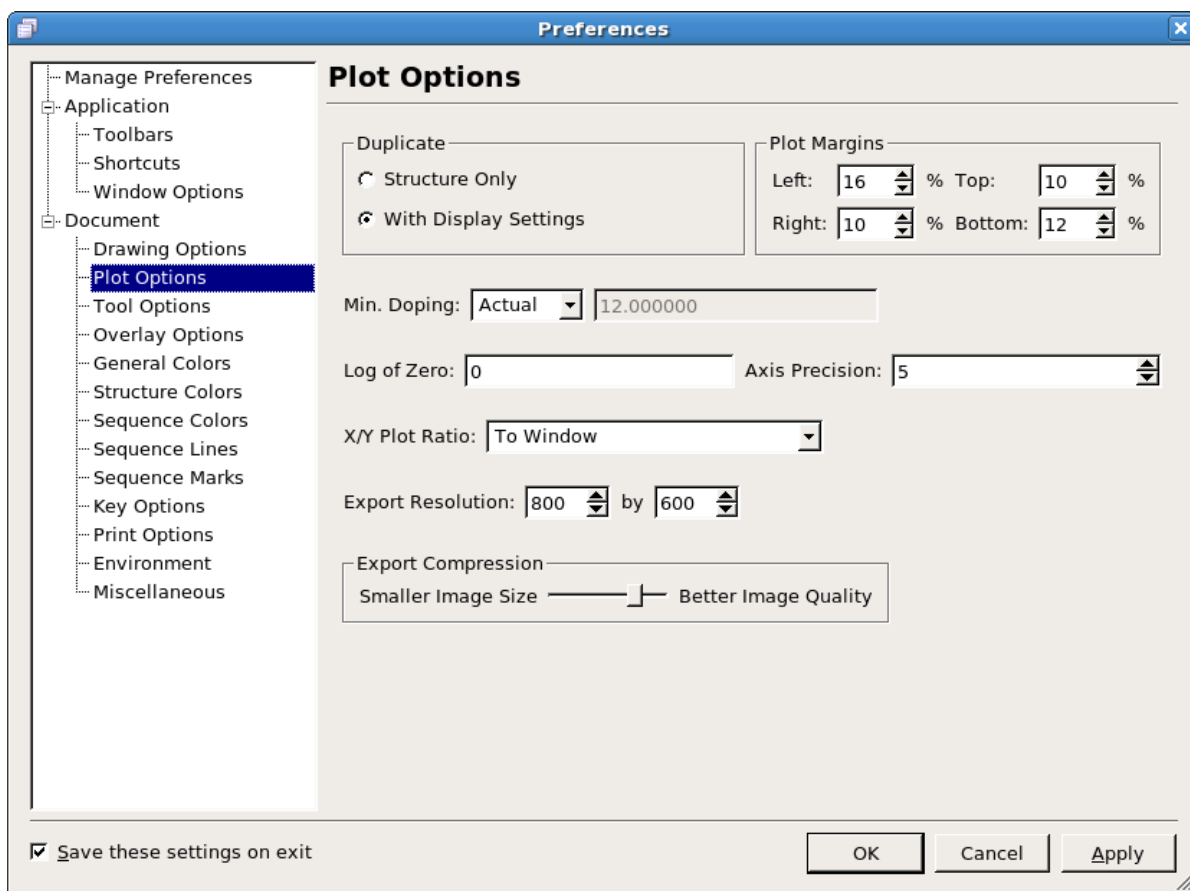 Preferences
Manage Preferences
Application
Toolbars
Shortcuts
Window Options
Document
Drawing Options
Plot Options
Tool Options
Overlay Options
General Colors
Structure Colors
Sequence Colors
Sequence Lines
Sequence Marks
Key Options
Print Options
Environment
Miscellaneous
Plot Options
Duplicate
Structure Only
With Display Settings
Plot Margins
Left: 16 % Top: 10 %
Right: 10 % Bottom: 12 %
Min. Doping: Actual 12.000000
Log of Zero: 0 Axis Precision: 5
X/Y Plot Ratio: To Window
Export Resolution: 800 by 600
Export Compression
Smaller Image Size Better Image Quality
Save these settings on exit OK Cancel Apply